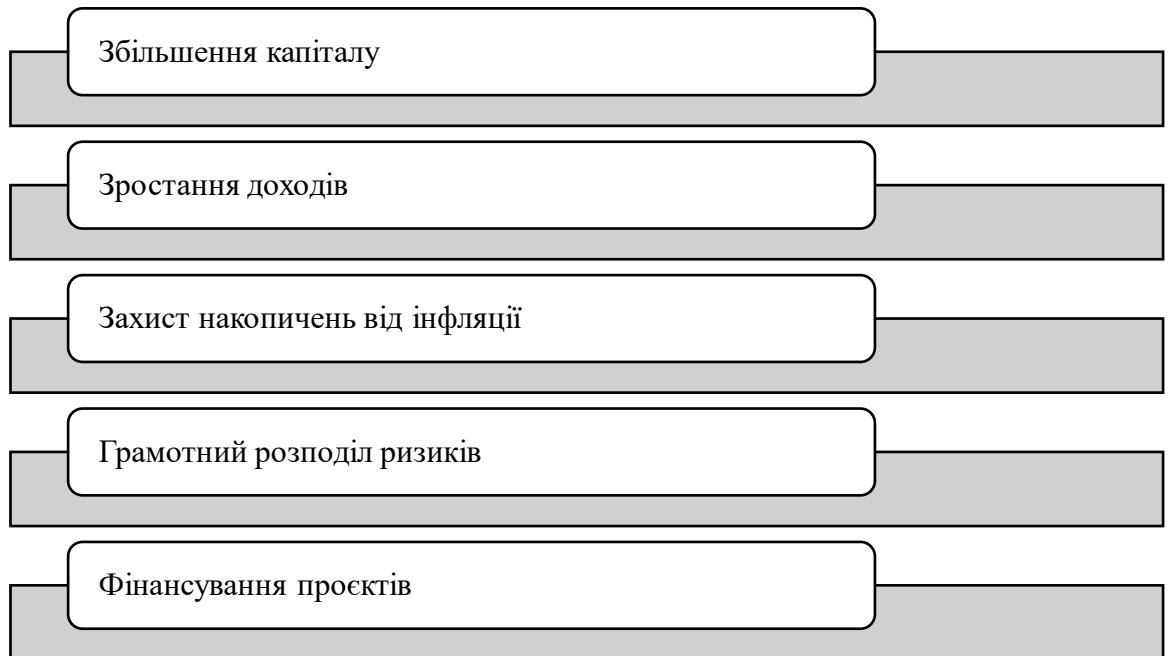 Збільшення капіталу
Зростання доходів
Захист накопичень від інфляції
Грамотний розподіл ризиків
Фінансування проєктів